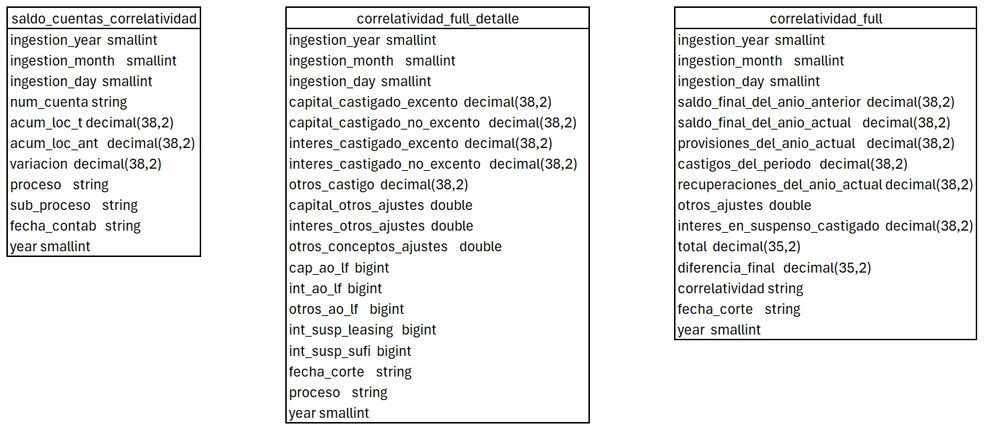 saldo_cuentas_correlatividad
ingestion_year smallint
ingestion_month smallint
ingestion_day smallint
num_cuenta string
acum_loc_t decimal(38,2)
acum_loc_ant decimal(38,2)
variacion decimal(38,2)
proceso string
sub_proceso string
fecha_contab string
year smallint
correlatividad_full_detalle
ingestion_year smallint
ingestion_month smallint
ingestion_day smallint
capital_castigado_excento decimal(38,2)
capital_castigado_no_excento decimal(38,2)
interes_castigado_excento decimal(38,2)
interes_castigado_no_excento decimal(38,2)
otros_castigo decimal(38,2)
capital_otros_ajustes double
interes_otros_ajustes double
otros_conceptos_ajustes double
cap_ao_lf bigint
int_ao_lf bigint
otros_ao_lf bigint
int_susp_leasing bigint
int_susp_sufi bigint
fecha_corte string
proceso string
year smallint
correlatividad_full
ingestion_year smallint
ingestion_month smallint
ingestion_day smallint
saldo_final_del_anio_anterior decimal(38,2)
saldo_final_del_anio_actual decimal(38,2)
provisiones_del_anio_actual decimal(38,2)
castigos_del_periodo decimal(38,2)
recuperaciones_del_anio_actual decimal(38,2)
otros_ajustes double
interes_en_suspenso_castigado decimal(38,2)
total decimal(35,2)
diferencia_final decimal(35,2)
correlatividad string
fecha_corte string
year smallint